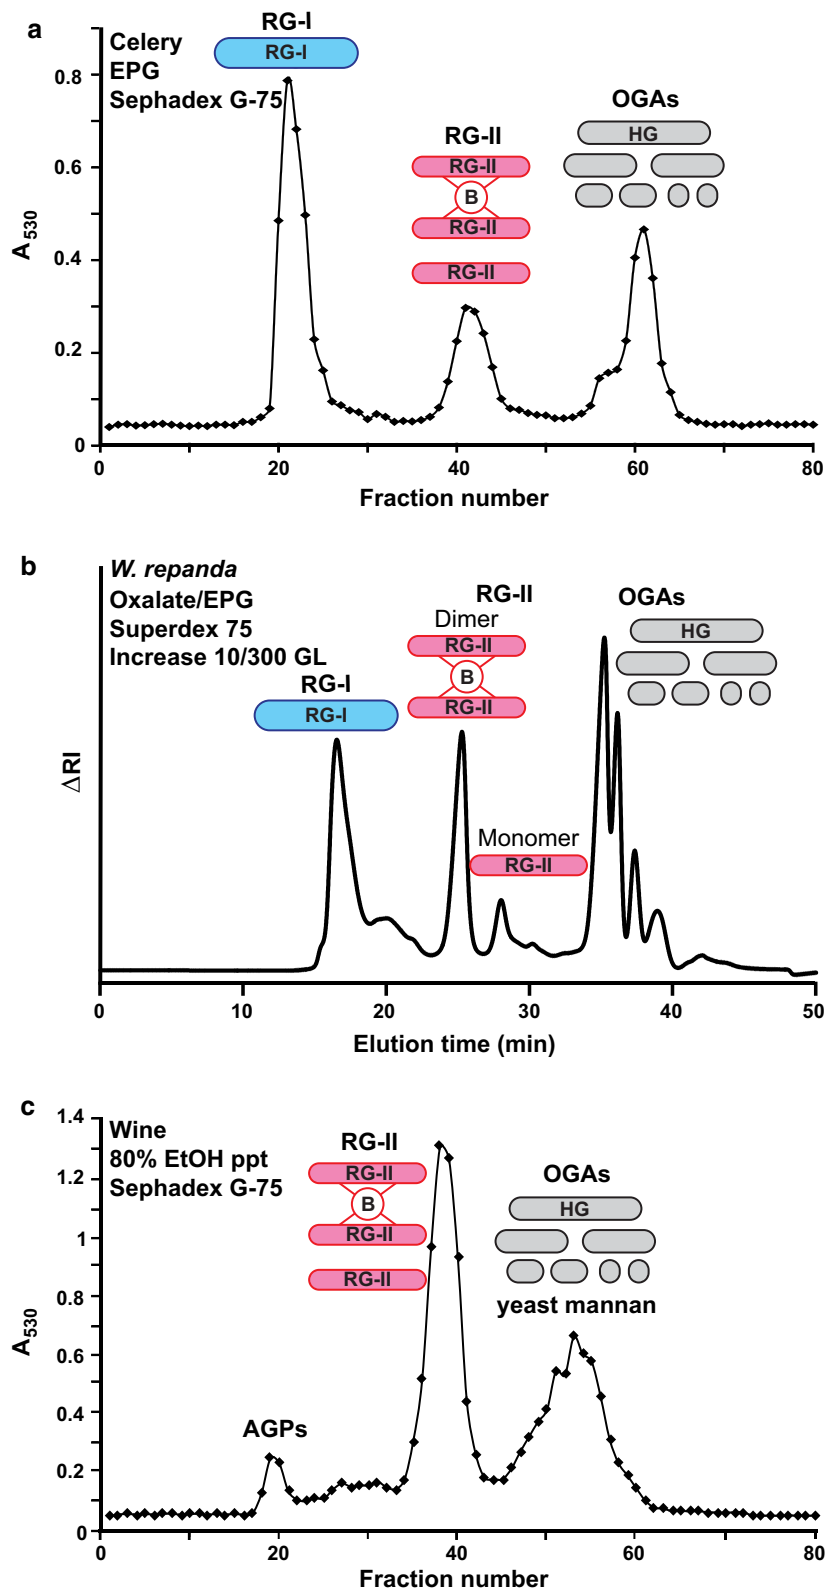 a
Celery
EPG
Sephadex G-75
RG-I
RG-I
RG-II
RG-II
B
RG-II
RG-II
OGAs
HG
A530
0.8
0.6
0.4
0.2
0
0 20 40 60 80
Fraction number
b
W. repanda
Oxalate/EPG
Superdex 75
Increase 10/300 GL
RG-I
RG-I
RG-II
Dimer
RG-II
B
RG-II
Monomer
RG-II
OGAs
HG
ΔRI
0 10 20 30 40 50
Elution time (min)
c
Wine
80% EtOH ppt
Sephadex G-75
RG-II
RG-II
B
RG-II
RG-II
OGAs
HG
yeast mannan
AGPs
A530
1.4
1.2
1
0.8
0.6
0.4
0.2
0
0 20 40 60 80
Fraction number